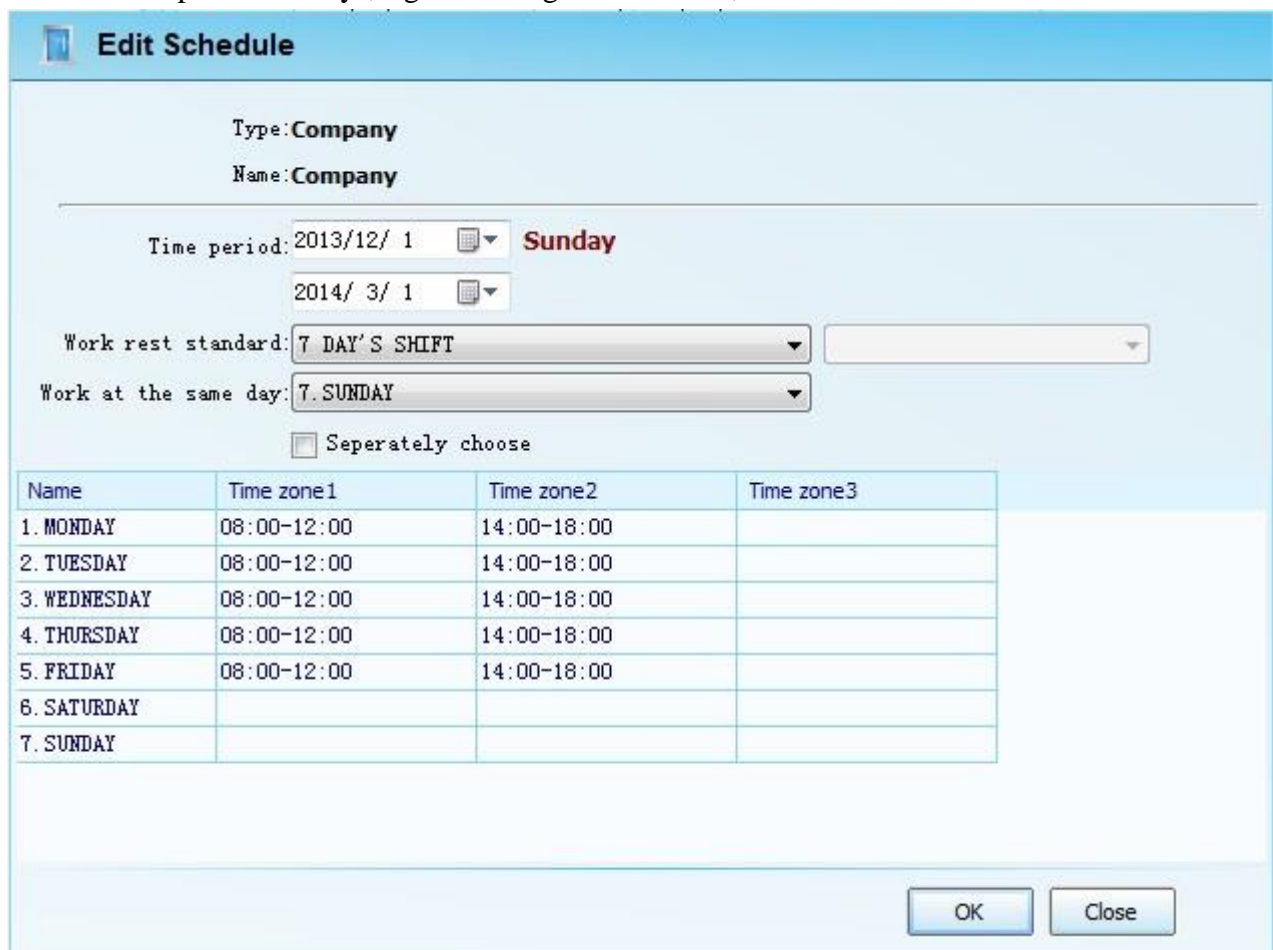 Edit Schedule
Type:Company
Name:Company
Time period: 2013/12/ 1 Sunday
2014/ 3/ 1
Work rest standard: 7 DAY'S SHIFT
Work at the same day: 7.SUNDAY
Seperately choose
Name Time zone1 Time zone2 Time zone3
1.MONDAY 08:00-12:00 14:00-18:00
2.TUESDAY 08:00-12:00 14:00-18:00
3.WEDNESDAY 08:00-12:00 14:00-18:00
4.THURSDAY 08:00-12:00 14:00-18:00
5.FRIDAY 08:00-12:00 14:00-18:00
6.SATURDAY
7.SUNDAY
OK Close